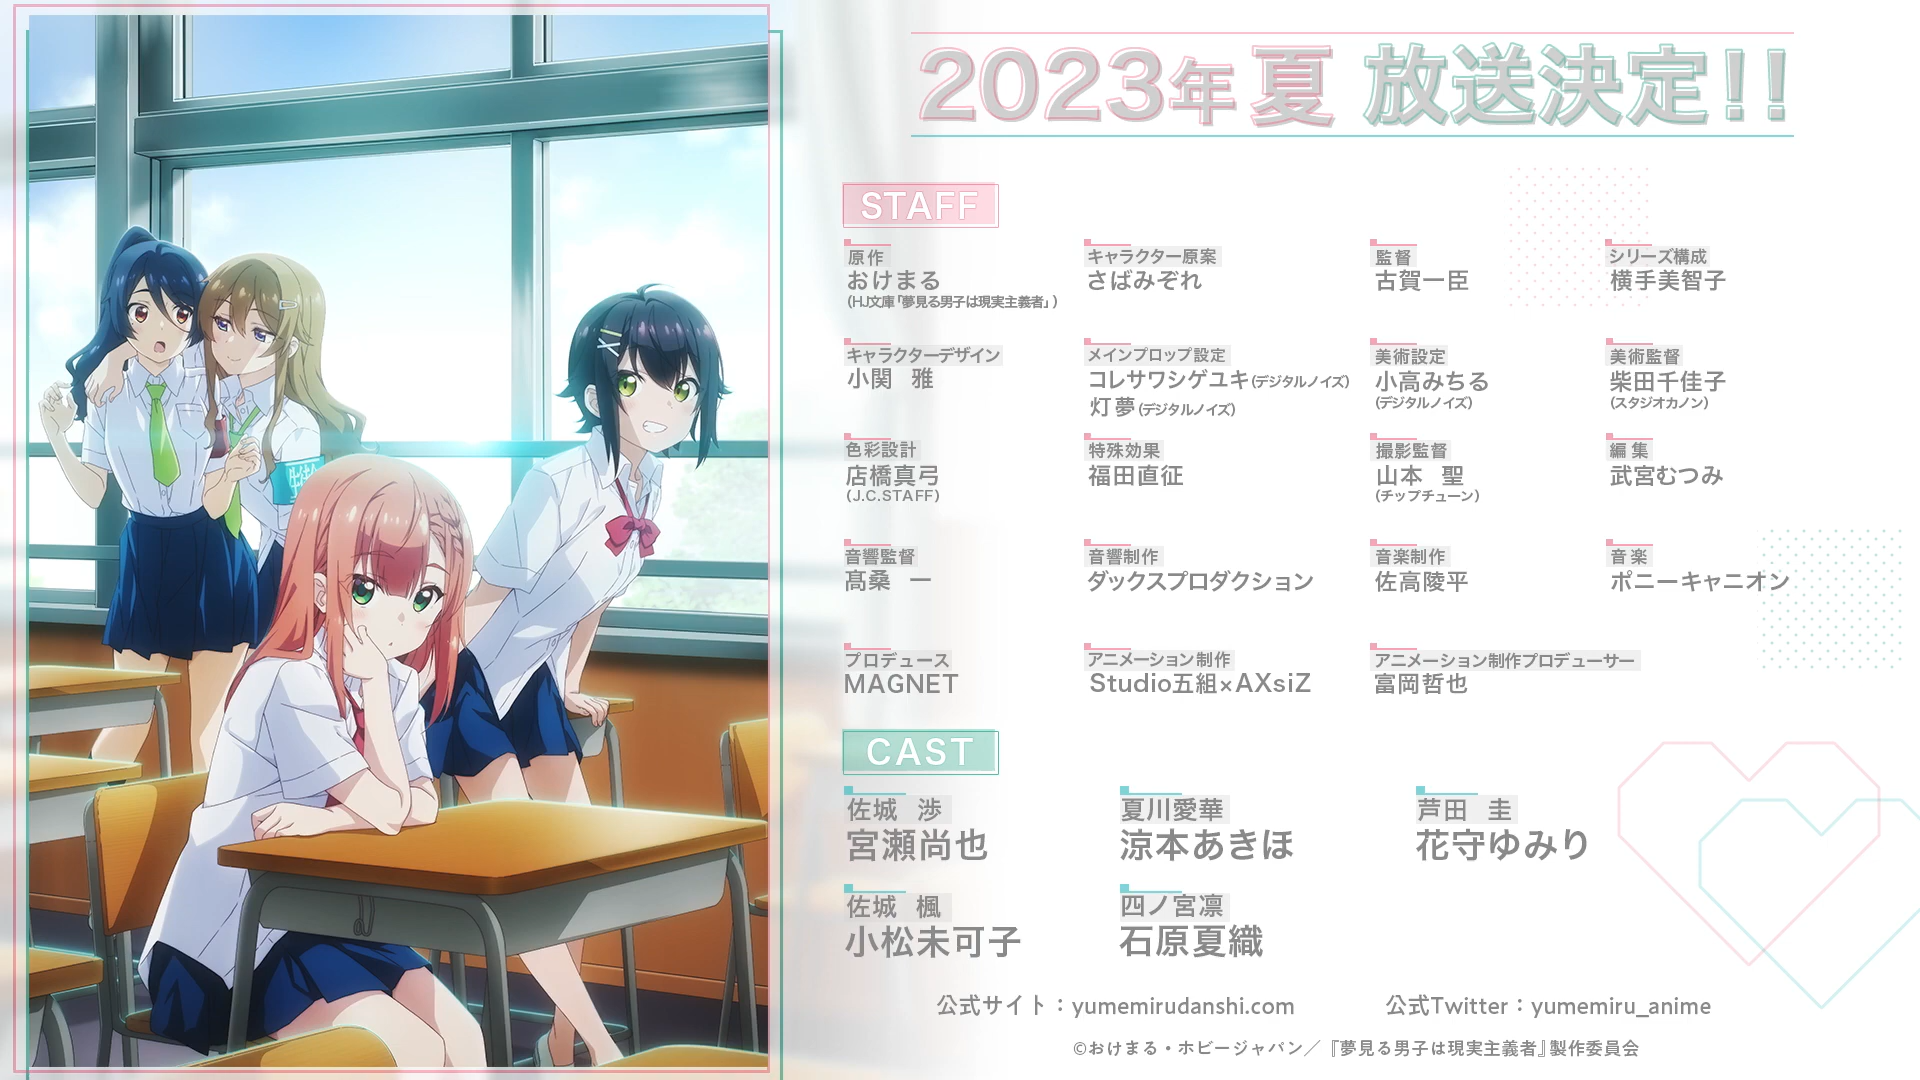 2023年 夏 放送決定!!
STAFF
原作
おけまる
(HJ文庫「夢見る男子は現実主義者」)
キャラクター原案
さばみぞれ
監督
古賀一臣
シリーズ構成
横手美智子
キャラクターデザイン
小関 雅
メインプロップ設定
コレサワシゲユキ(デジタルノイズ)
灯夢(デジタルノイズ)
美術設定
小高みちる
(デジタルノイズ)
美術監督
柴田千佳子
(スタジオカノン)
色彩設計
店橋真弓
(J.C.STAFF)
特殊効果
福田直征
撮影監督
山本 聖
(チップチューン)
編集
武宮むつみ
音響監督
髙桑 一
音響制作
ダックスプロダクション
音楽制作
佐高陵平
音楽
ポニーキャニオン
プロデュース
MAGNET
アニメーション制作
Studio五組×AXsiZ
アニメーション制作プロデューサー
富岡哲也
CAST
佐城 渉
宮瀬尚也
夏川愛華
涼本あきほ
芦田 圭
花守ゆみり
佐城 楓
小松未可子
四ノ宮凛
石原夏織
公式サイト：yumemirudanshi.com
公式Twitter：yumemiru_anime
©おけまる・ホビージャパン／『夢見る男子は現実主義者』製作委員会